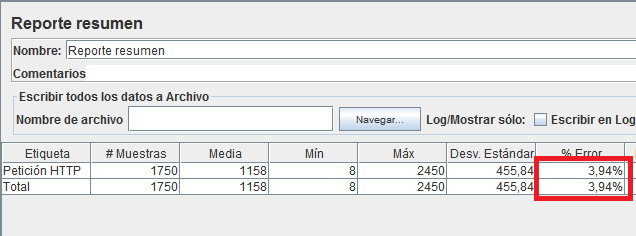 Reporte resumen
Nombre: Reporte resumen
Comentarios
Escribir todos los datos a Archivo
Nombre de archivo Navegar... Log/Mostrar sólo: Escribir en Log
Etiqueta # Muestras Media Mín Máx Desv. Estándar % Error
Petición HTTP 1750 1158 8 2450 455,84 3,94%
Total 1750 1158 8 2450 455,84 3,94%